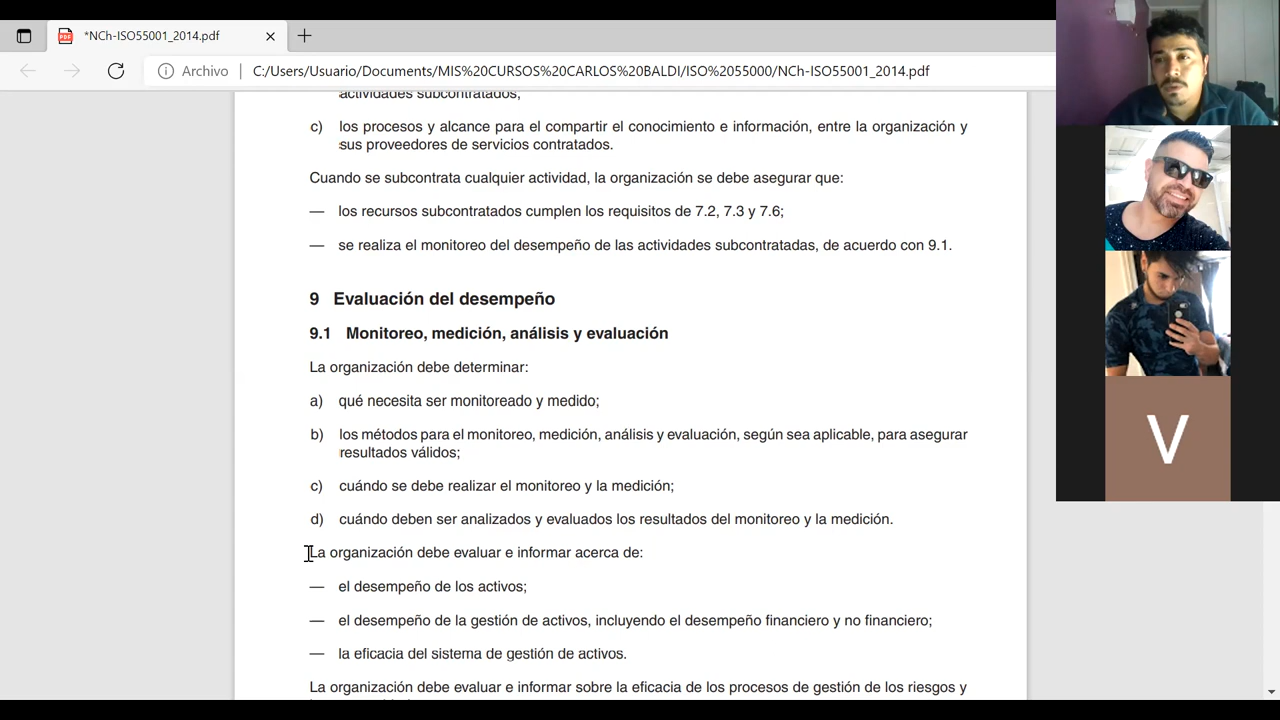 *NCh-ISO55001_2014.pdf
Archivo
C:/Users/Usuario/Documents/MIS%20CURSOS%20CARLOS%20BALDI/ISO%2055000/NCh-ISO55001_2014.pdf
actividades subcontratados;
c) los procesos y alcance para el compartir el conocimiento e información, entre la organización y
sus proveedores de servicios contratados.
Cuando se subcontrata cualquier actividad, la organización se debe asegurar que:
— los recursos subcontratados cumplen los requisitos de 7.2, 7.3 y 7.6;
— se realiza el monitoreo del desempeño de las actividades subcontratadas, de acuerdo con 9.1.
9 Evaluación del desempeño
9.1 Monitoreo, medición, análisis y evaluación
La organización debe determinar:
a) qué necesita ser monitoreado y medido;
b) los métodos para el monitoreo, medición, análisis y evaluación, según sea aplicable, para asegurar
resultados válidos;
c) cuándo se debe realizar el monitoreo y la medición;
d) cuándo deben ser analizados y evaluados los resultados del monitoreo y la medición.
La organización debe evaluar e informar acerca de:
— el desempeño de los activos;
— el desempeño de la gestión de activos, incluyendo el desempeño financiero y no financiero;
— la eficacia del sistema de gestión de activos.
La organización debe evaluar e informar sobre la eficacia de los procesos de gestión de los riesgos y
V